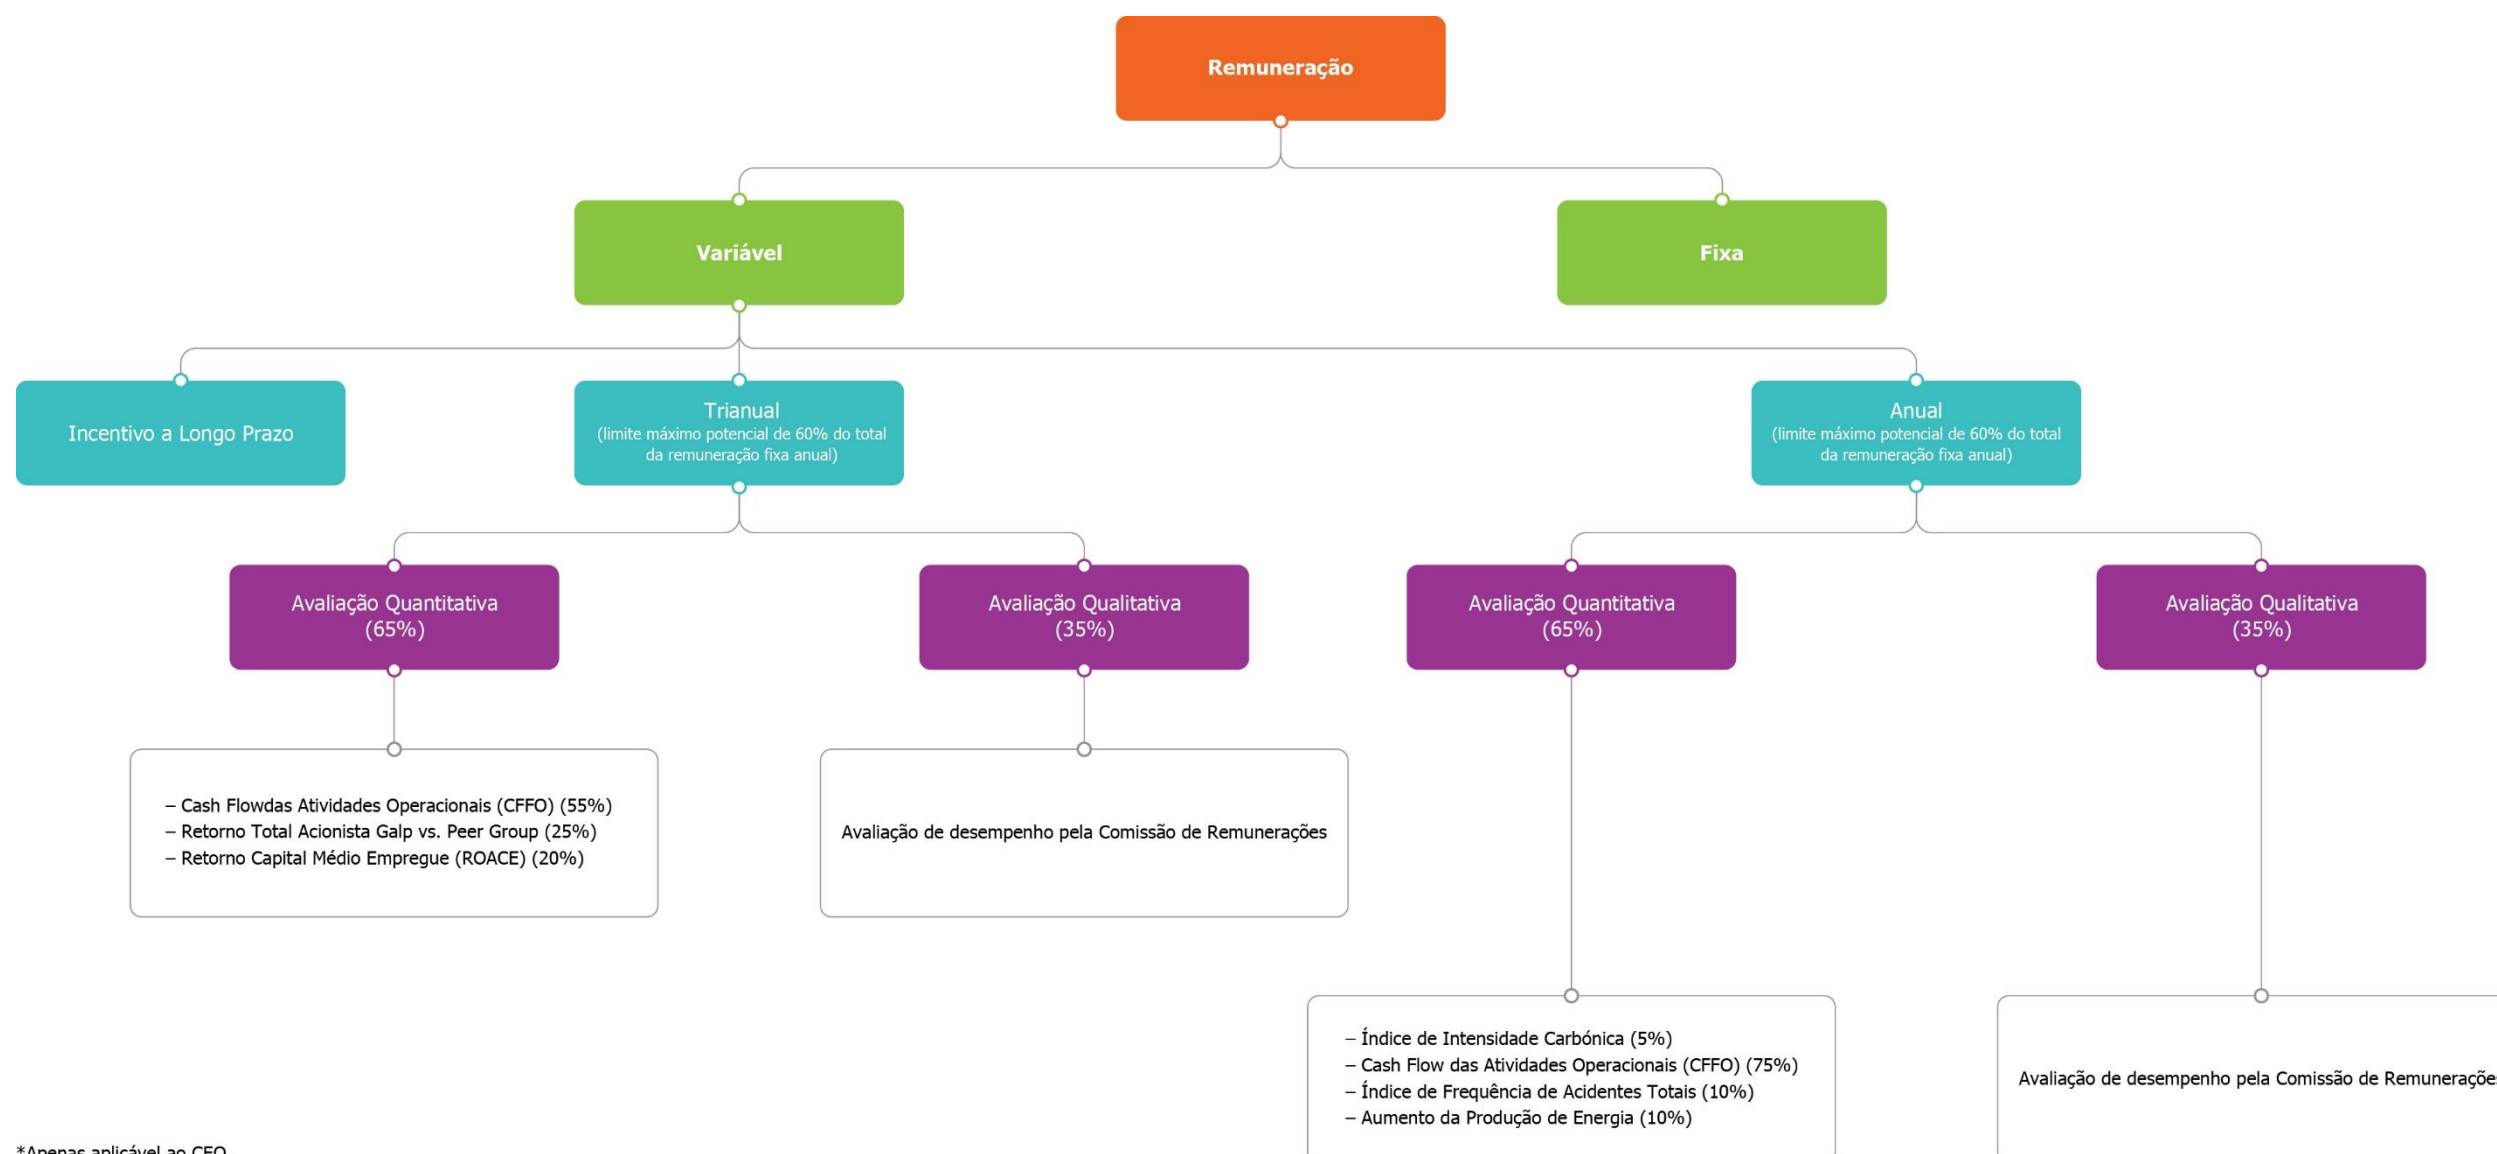 Remuneração
Variável
Fixa
Incentivo a Longo Prazo
Trianual
(limite máximo potencial de 60% do total
da remuneração fixa anual)
Anual
(limite máximo potencial de 60% do total
da remuneração fixa anual)
Avaliação Quantitativa
(65%)
Avaliação Qualitativa
(35%)
Avaliação Quantitativa
(65%)
Avaliação Qualitativa
(35%)
– Cash Flowdas Atividades Operacionais (CFFO) (55%)
– Retorno Total Acionista Galp vs. Peer Group (25%)
– Retorno Capital Médio Empregue (ROACE) (20%)
Avaliação de desempenho pela Comissão de Remunerações
– Índice de Intensidade Carbónica (5%)
– Cash Flow das Atividades Operacionais (CFFO) (75%)
– Índice de Frequência de Acidentes Totais (10%)
– Aumento da Produção de Energia (10%)
Avaliação de desempenho pela Comissão de Remunerações
*Apenas aplicável ao